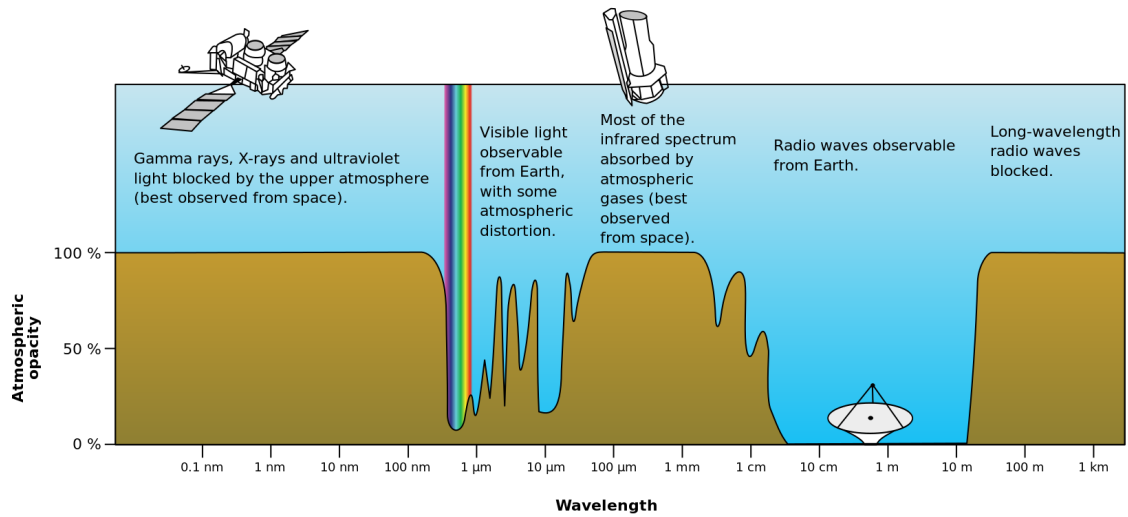 Gamma rays, X-rays and ultraviolet
light blocked by the upper atmosphere
(best observed from space).
Visible light
observable
from Earth,
with some
atmospheric
distortion.
Most of the
infrared spectrum
absorbed by
atmospheric
gases (best
observed
from space).
Radio waves observable
from Earth.
Long-wavelength
radio waves
blocked.
Atmospheric
opacity
100 %
50 %
0 %
0.1 nm
1 nm
10 nm
100 nm
1 μm
10 μm
100 μm
1 mm
1 cm
10 cm
1 m
10 m
100 m
1 km
Wavelength